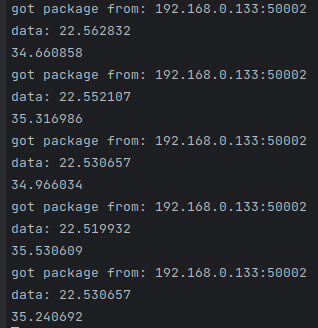 got package from: 192.168.0.133:50002
data: 22.562832
34.660858
got package from: 192.168.0.133:50002
data: 22.552107
35.316986
got package from: 192.168.0.133:50002
data: 22.530657
34.966034
got package from: 192.168.0.133:50002
data: 22.519932
35.530609
got package from: 192.168.0.133:50002
data: 22.530657
35.240692